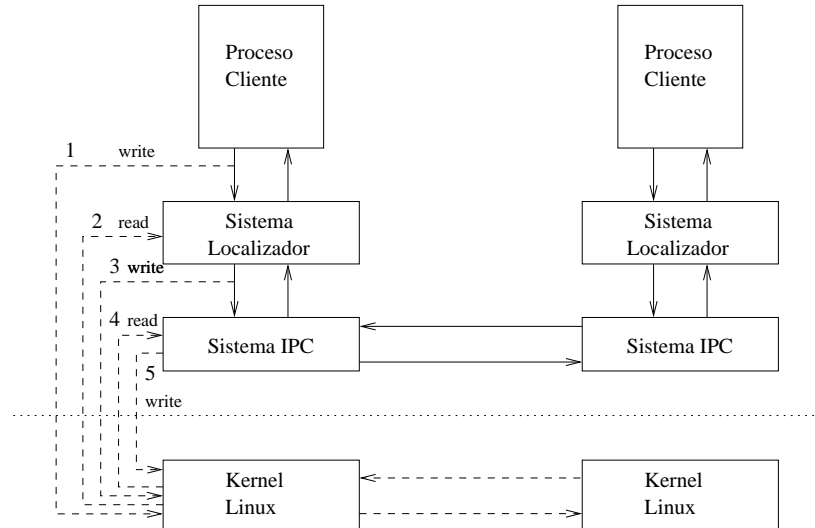 Proceso
Cliente
Proceso
Cliente
1 write
2 read
Sistema
Localizador
Sistema
Localizador
3 write
4 read
Sistema IPC
Sistema IPC
5
write
Kernel
Linux
Kernel
Linux